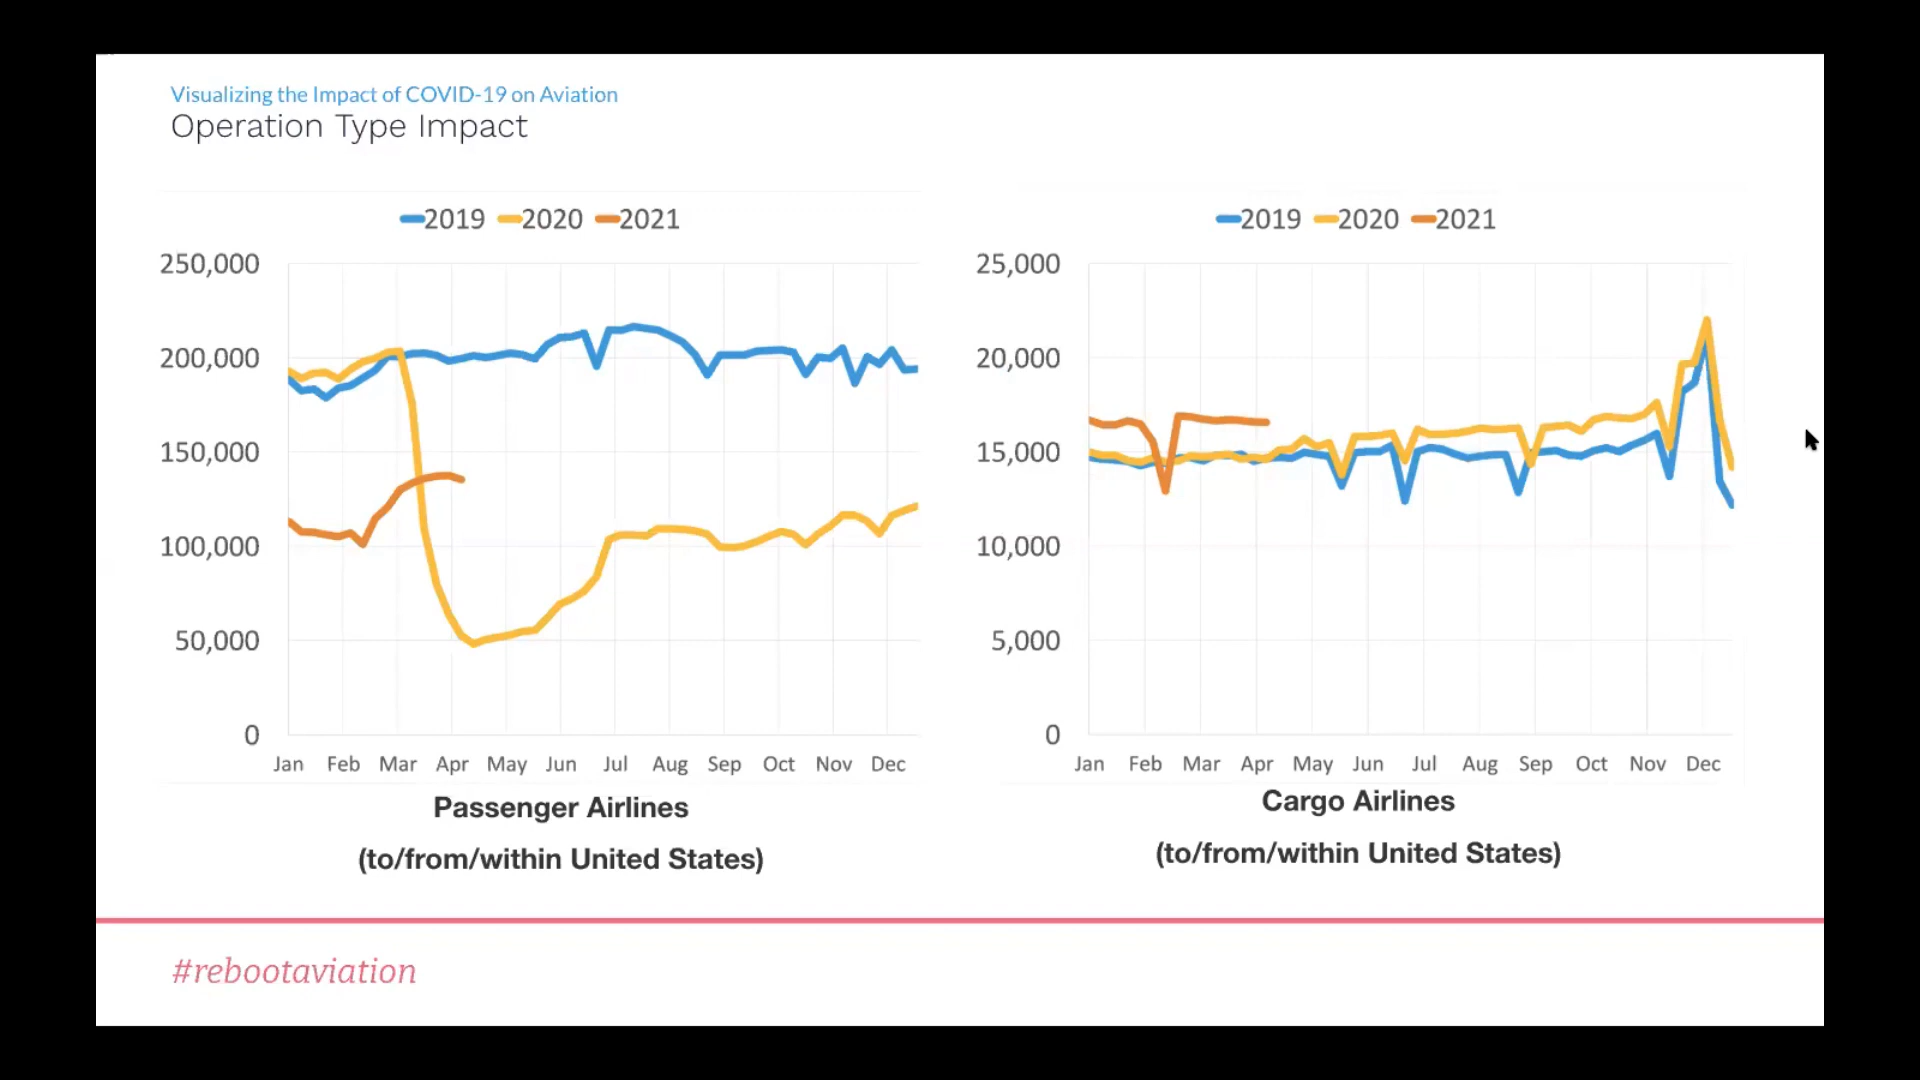 Visualizing the Impact of COVID-19 on Aviation
Operation Type Impact
2019 2020 2021
250,000
200,000
150,000
100,000
50,000
0
Jan Feb Mar Apr May Jun Jul Aug Sep Oct Nov Dec
Passenger Airlines
(to/from/within United States)
2019 2020 2021
25,000
20,000
15,000
10,000
5,000
0
Jan Feb Mar Apr May Jun Jul Aug Sep Oct Nov Dec
Cargo Airlines
(to/from/within United States)
#rebootaviation